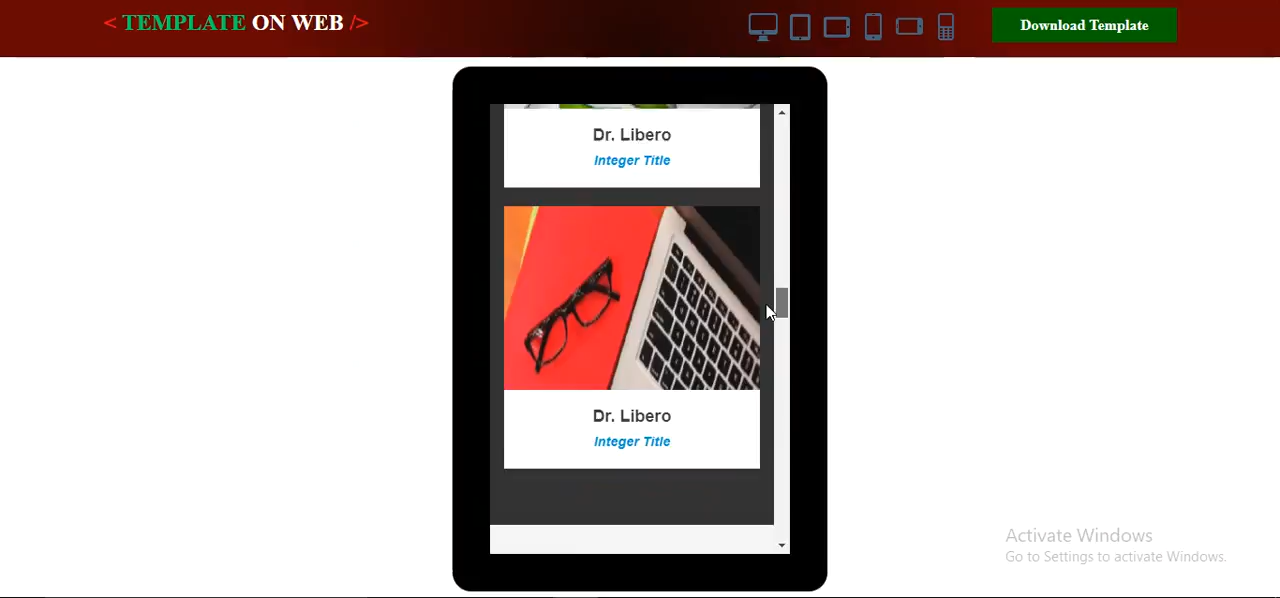 < TEMPLATE ON WEB />
Download Template
Dr. Libero
Integer Title
Dr. Libero
Integer Title
Activate Windows
Go to Settings to activate Windows.